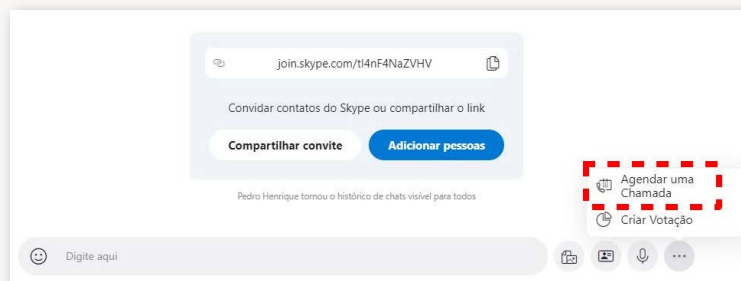 join.skype.com/tI4nF4NaZVHV
Convidar contatos do Skype ou compartilhar o link
Compartilhar convite
Adicionar pessoas
Pedro Henrique tornou o histórico de chats visível para todos
Agendar uma
Chamada
Criar Votação
Digite aqui